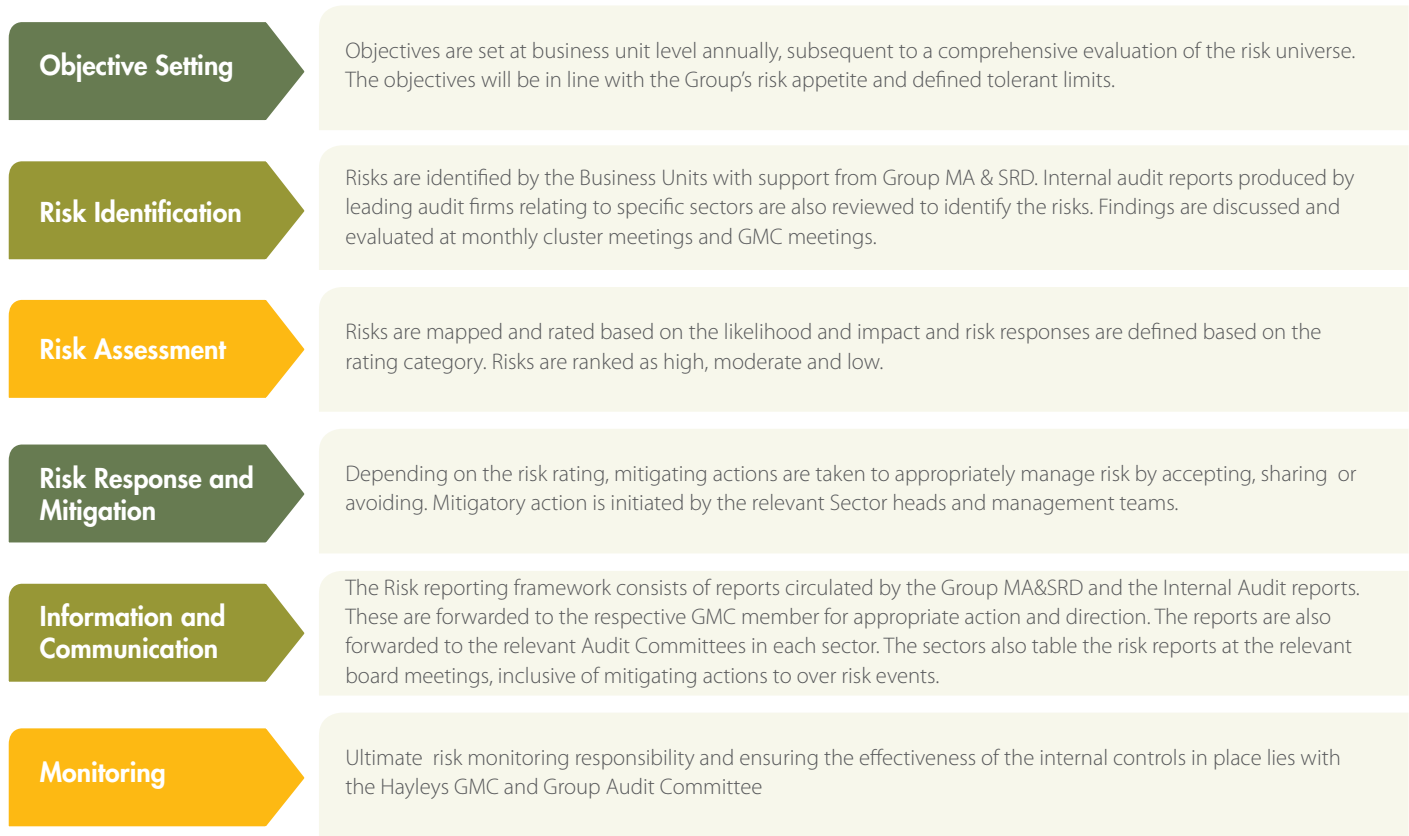 Objective Setting
Objectives are set at business unit level annually, subsequent to a comprehensive evaluation of the risk universe.
The objectives will be in line with the Group's risk appetite and defined tolerant limits.
Risk Identification
Risks are identified by the Business Units with support from Group MA & SRD. Internal audit reports produced by
leading audit firms relating to specific sectors are also reviewed to identify the risks. Findings are discussed and
evaluated at monthly cluster meetings and GMC meetings.
Risk Assessment
Risks are mapped and rated based on the likelihood and impact and risk responses are defined based on the
rating category. Risks are ranked as high, moderate and low.
Risk Response and
Mitigation
Depending on the risk rating, mitigating actions are taken to appropriately manage risk by accepting, sharing or
avoiding. Mitigatory action is initiated by the relevant Sector heads and management teams.
Information and
Communication
The Risk reporting framework consists of reports circulated by the Group MA&SRD and the Internal Audit reports.
These are forwarded to the respective GMC member for appropriate action and direction. The reports are also
forwarded to the relevant Audit Committees in each sector. The sectors also table the risk reports at the relevant
board meetings, inclusive of mitigating actions to over risk events.
Monitoring
Ultimate risk monitoring responsibility and ensuring the effectiveness of the internal controls in place lies with
the Hayleys GMC and Group Audit Committee